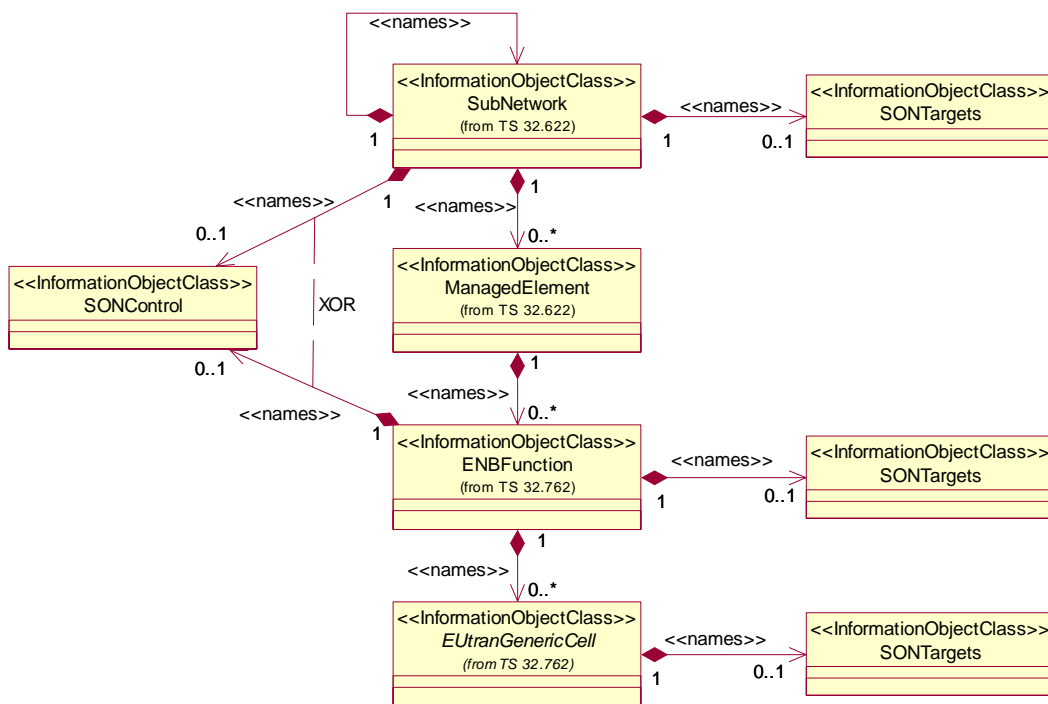 <<names>>
<<InformationObjectClass>>
SubNetwork
(from TS 32.622)
1
1
<<names>>
0..1
<<InformationObjectClass>>
SONTargets
1
<<names>>
0..1
1
<<names>>
0..*
<<InformationObjectClass>>
SONControl
XOR
<<InformationObjectClass>>
ManagedElement
(from TS 32.622)
1
<<names>>
0..*
0..1
<<names>>
1
<<InformationObjectClass>>
ENBFunction
(from TS 32.762)
1
<<names>>
0..1
<<InformationObjectClass>>
SONTargets
1
<<names>>
0..*
<<InformationObjectClass>>
EUtranGenericCell
(from TS 32.762)
1
<<names>>
0..1
<<InformationObjectClass>>
SONTargets